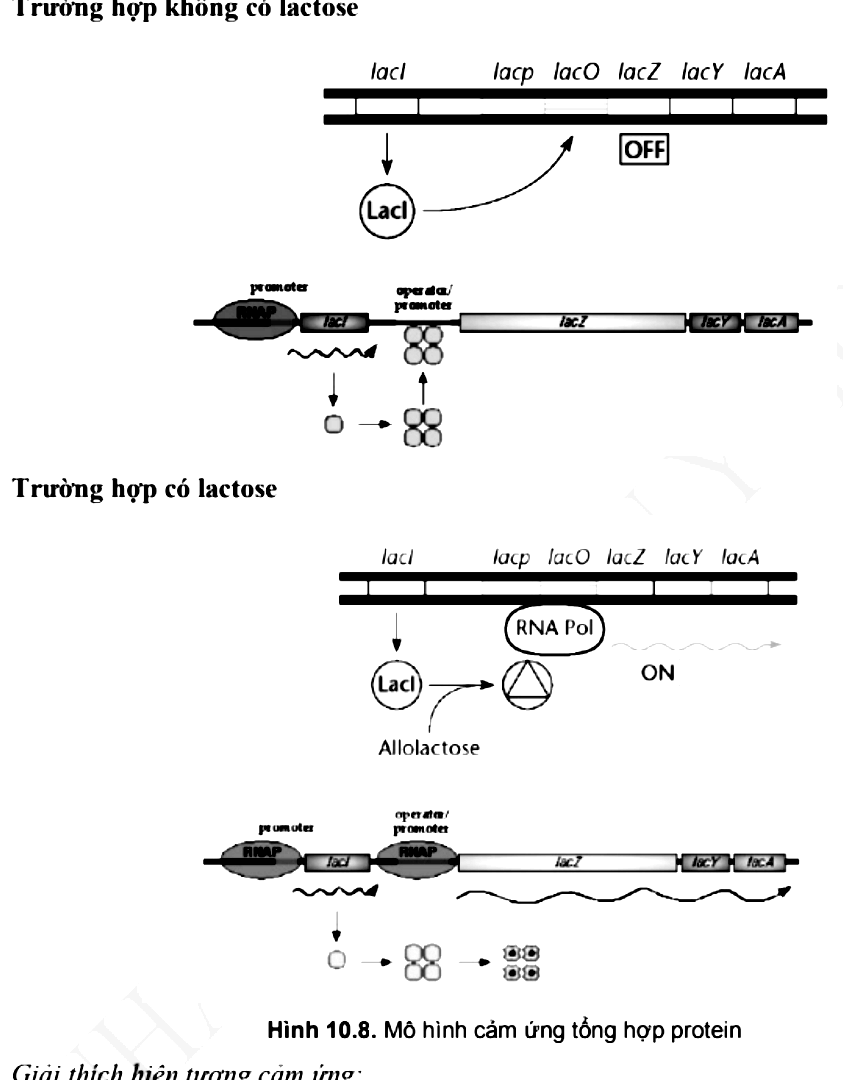 Trường hợp không có lactose
lacI lacp lacO lacZ lacY lacA
OFF
LacI
promoter operator/
promoter
RNAP lacI lacZ lacY lacA
Trường hợp có lactose
lacI lacp lacO lacZ lacY lacA
RNA Pol
LacI ON
Allolactose
operator/
promoter promoter
RNAP lacI RNAP lacZ lacY lacA
Hình 10.8. Mô hình cảm ứng tổng hợp protein
Giải thích hiện tượng cảm ứng: